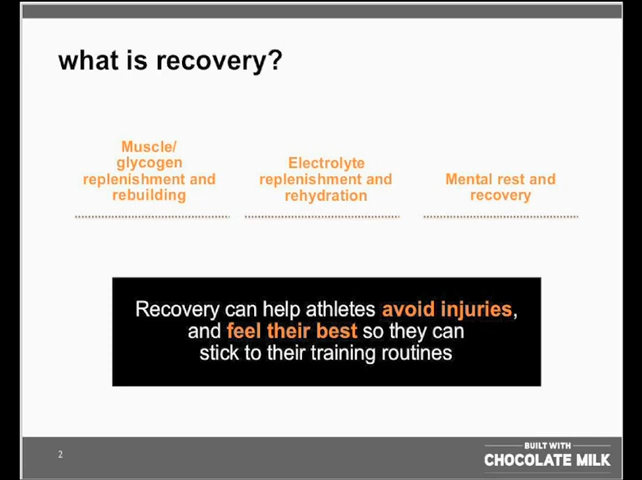 what is recovery?
Muscle/
glycogen
replenishment and
rebuilding
Electrolyte
replenishment and
rehydration
Mental rest and
recovery
Recovery can help athletes avoid injuries,
and feel their best so they can
stick to their training routines
2
BUILT WITH
CHOCOLATE MILK